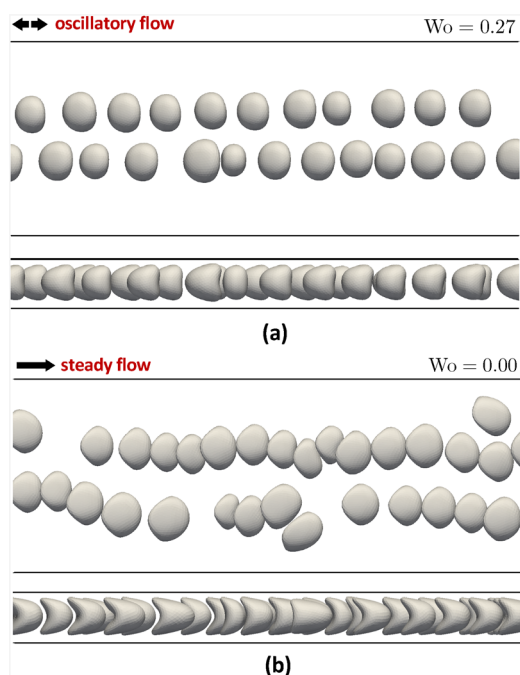 oscillatory flow
Wo = 0.27
(a)
steady flow
Wo = 0.00
(b)